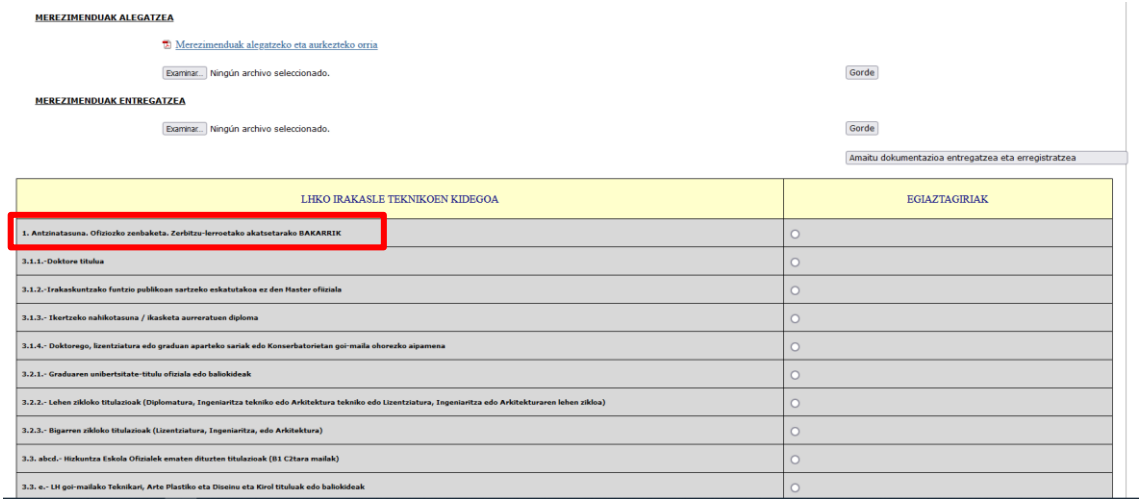 MEREZIMENDUAK ALEGATZEA
Merezimenduak alegatzeko eta aurkezteko orria
Examinar... Ningún archivo seleccionado. Gorde
MEREZIMENDUAK ENTREGATZEA
Examinar... Ningún archivo seleccionado. Gorde
Amaitu dokumentazioa entregatzea eta erregistratzea
LHKO IRAKASLE TEKNIKOEN KIDEGOA EGIAZTAGIRIAK
1. Antzinatasuna. Ofiziozko zenbaketa. Zerbitzu-lerroetako akatsetarako BAKARRIK
3.1.1.-Doktore titulua
3.1.2.-Irakaskuntzako funtzio publikoan sartzeko eskatutakoa ez den Master ofiziala
3.1.3.- Ikertzeko nahikotasuna / ikasketa aurreratuen diploma
3.1.4.- Doktorego, lizentziatura edo graduan aparteko sariak edo Konserbatorietan goi-maila ohorezko aipamena
3.2.1.- Graduaren unibertsitate-titulu ofiziala edo baliokideak
3.2.2.- Lehen zikloko titulazioak (Diplomatura, Ingeniaritza tekniko edo Arkitektura tekniko edo Lizentziatura, Ingeniaritza edo Arkitekturaren lehen zikloa)
3.2.3.- Bigarren zikloko titulazioak (Lizentziatura, Ingeniaritza, edo Arkitektura)
3.3. abcd.- Hizkuntza Eskola Ofizialek ematen dituzten titulazioak (B1 C2tara mailak)
3.3. e.- LH goi-mailako Teknikari, Arte Plastiko eta Diseinu eta Kirol tituluak edo baliokideak